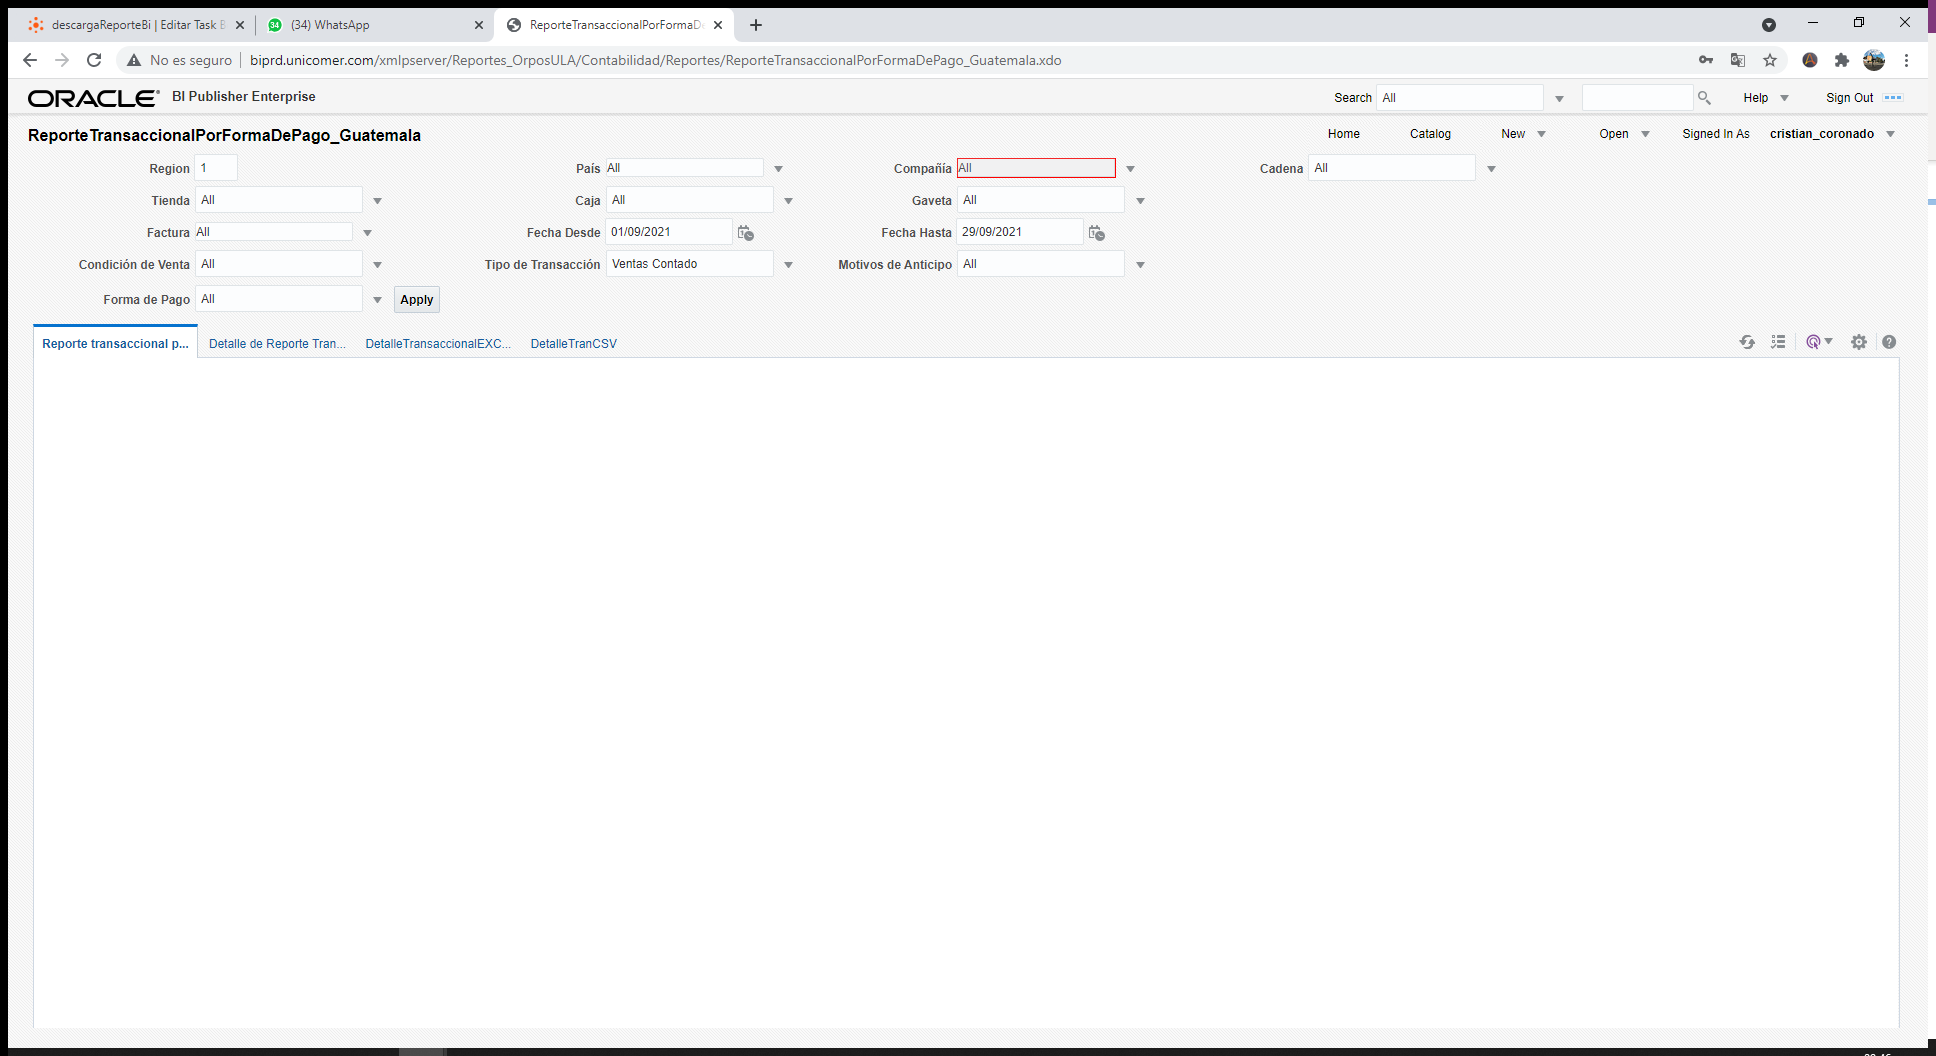 descargaReporteBi | Editar Task B
34 (34) WhatsApp
ReporteTransaccionalPorFormaD
No es seguro | biprd.unicomer.com/xmlpserver/Reportes_OrposULA/Contabilidad/Reportes/ReporteTransaccionalPorFormaDePago_Guatemala.xdo
ORACLE BI Publisher Enterprise Search All Help Sign Out
ReporteTransaccionalPorFormaDePago_Guatemala Home Catalog New Open Signed In As cristian_coronado
Region 1 País All Compañía All Cadena All
Tienda All Caja All Gaveta All
Factura All Fecha Desde 01/09/2021 Fecha Hasta 29/09/2021
Condición de Venta All Tipo de Transacción Ventas Contado Motivos de Anticipo All
Forma de Pago All Apply
Reporte transaccional p... Detalle de Reporte Tran... DetalleTransaccionalEXC... DetalleTranCSV